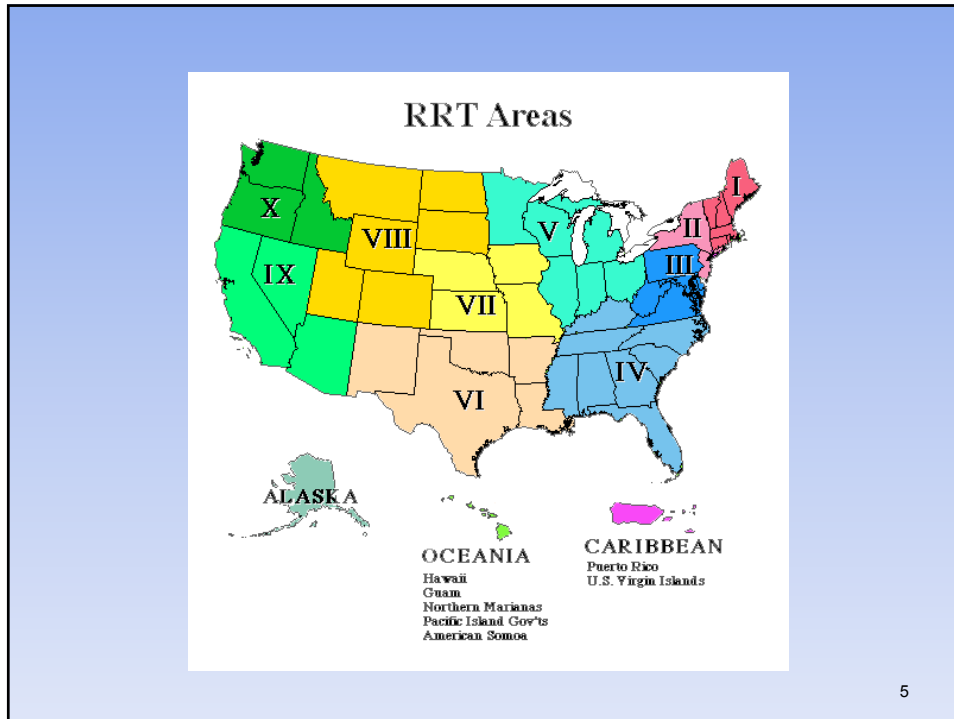 RRT Areas
I
II
X
V
VIII
III
IX
VII
IV
VI
ALASKA
OCEANIA
Hawaii
Guam
Northern Marianas
Pacific Island Gov'ts
American Somoa
CARIBBEAN
Puerto Rico
U.S. Virgin Islands
5